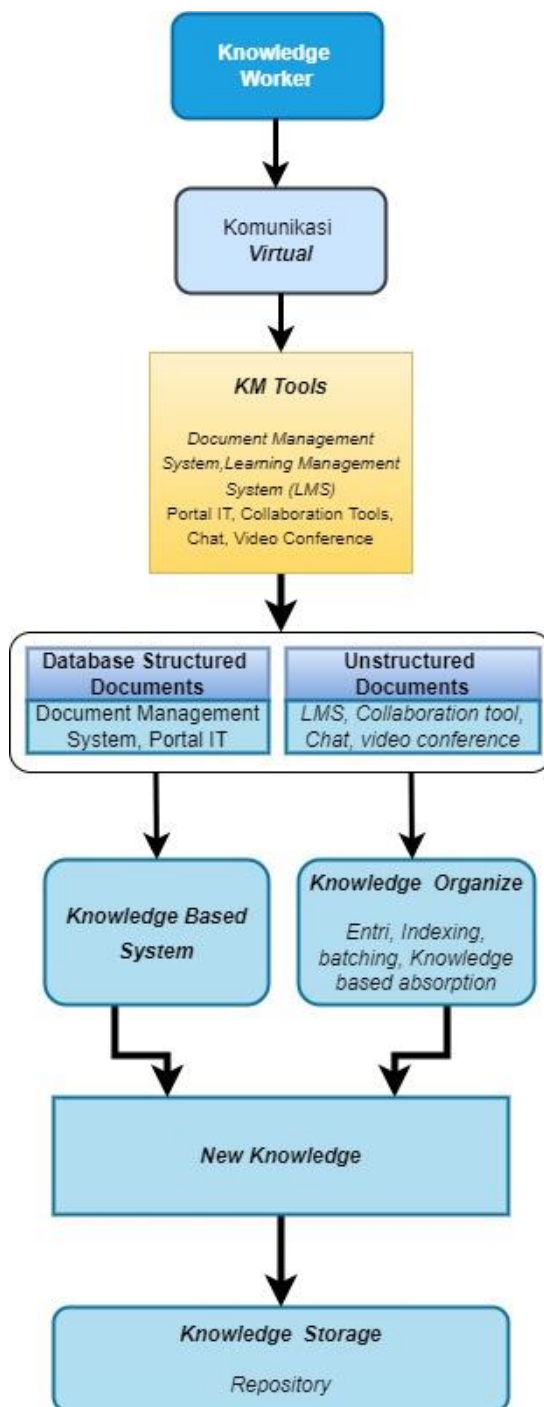 Knowledge
Worker
Komunikasi
Virtual
KM Tools
Document Management
System,Learning Management
System (LMS)
Portal IT, Collaboration Tools,
Chat, Video Conference
Database Structured
Documents
Document Management
System, Portal IT
Unstructured
Documents
LMS, Collaboration tool,
Chat, video conference
Knowledge Based
System
Knowledge Organize
Entri, Indexing,
batching, Knowledge
based absorption
New Knowledge
Knowledge Storage
Repository